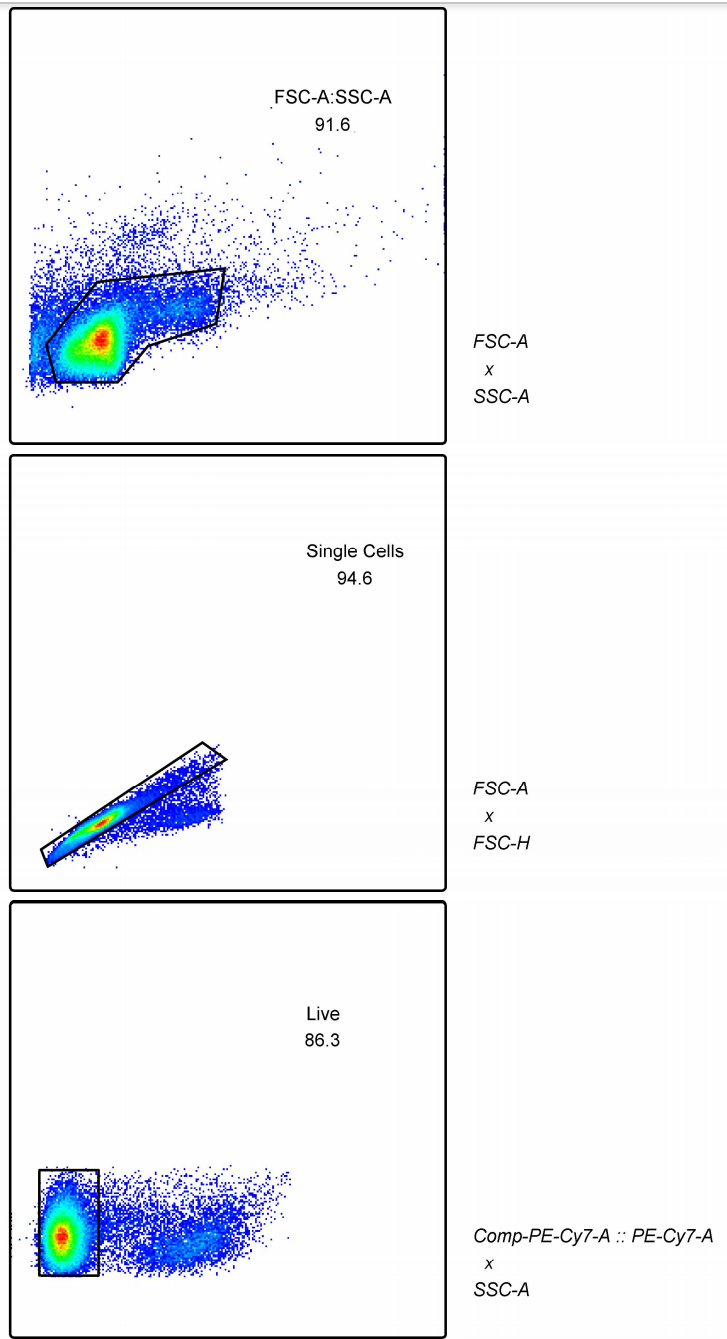 FSC-A:SSC-A
91.6
FSC-A
x
SSC-A
Single Cells
94.6
FSC-A
x
FSC-H
Live
86.3
Comp-PE-Cy7-A :: PE-Cy7-A
x
SSC-A